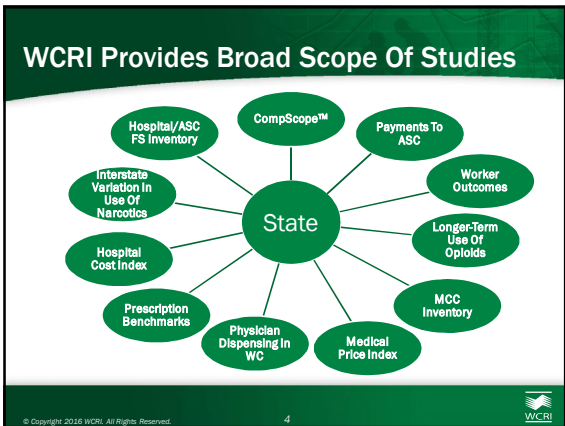 WCRI Provides Broad Scope Of Studies
CompScope™
Payments To
ASC
Worker
Outcomes
Longer-Term
Use Of
Opioids
MCC
Inventory
Medical
Price Index
Physician
Dispensing In
WC
Prescription
Benchmarks
Hospital
Cost Index
Interstate
Variation In
Use Of
Narcotics
Hospital/ASC
FS Inventory
State
© Copyright 2016 WCRI. All Rights Reserved.
4
WCRI